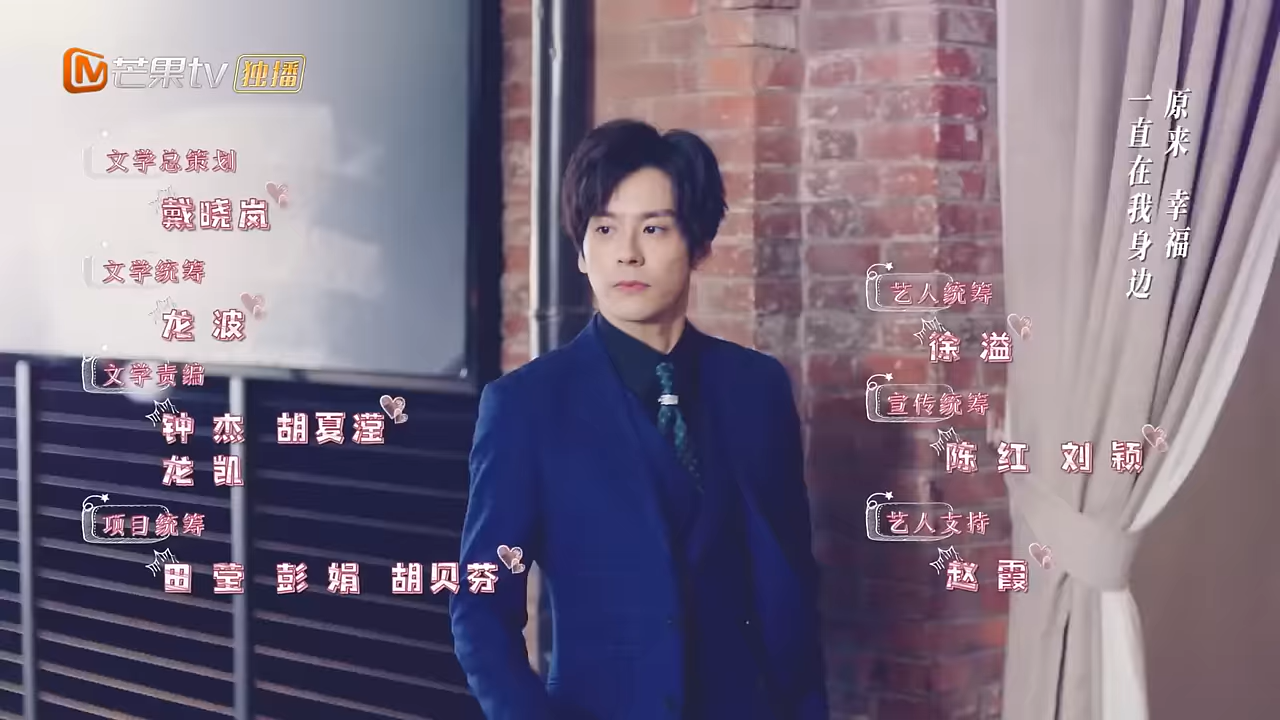 芒果tv 独播
文学总策划
戴晓岚
文学统筹
龙 波
文学责编
钟 杰 胡夏滢
龙 凯
项目统筹
田 莹 彭 娟 胡贝芬
艺人统筹
徐 溢
宣传统筹
陈 红 刘 颖
艺人支持
赵 霞
原来 幸福
一直在我身边